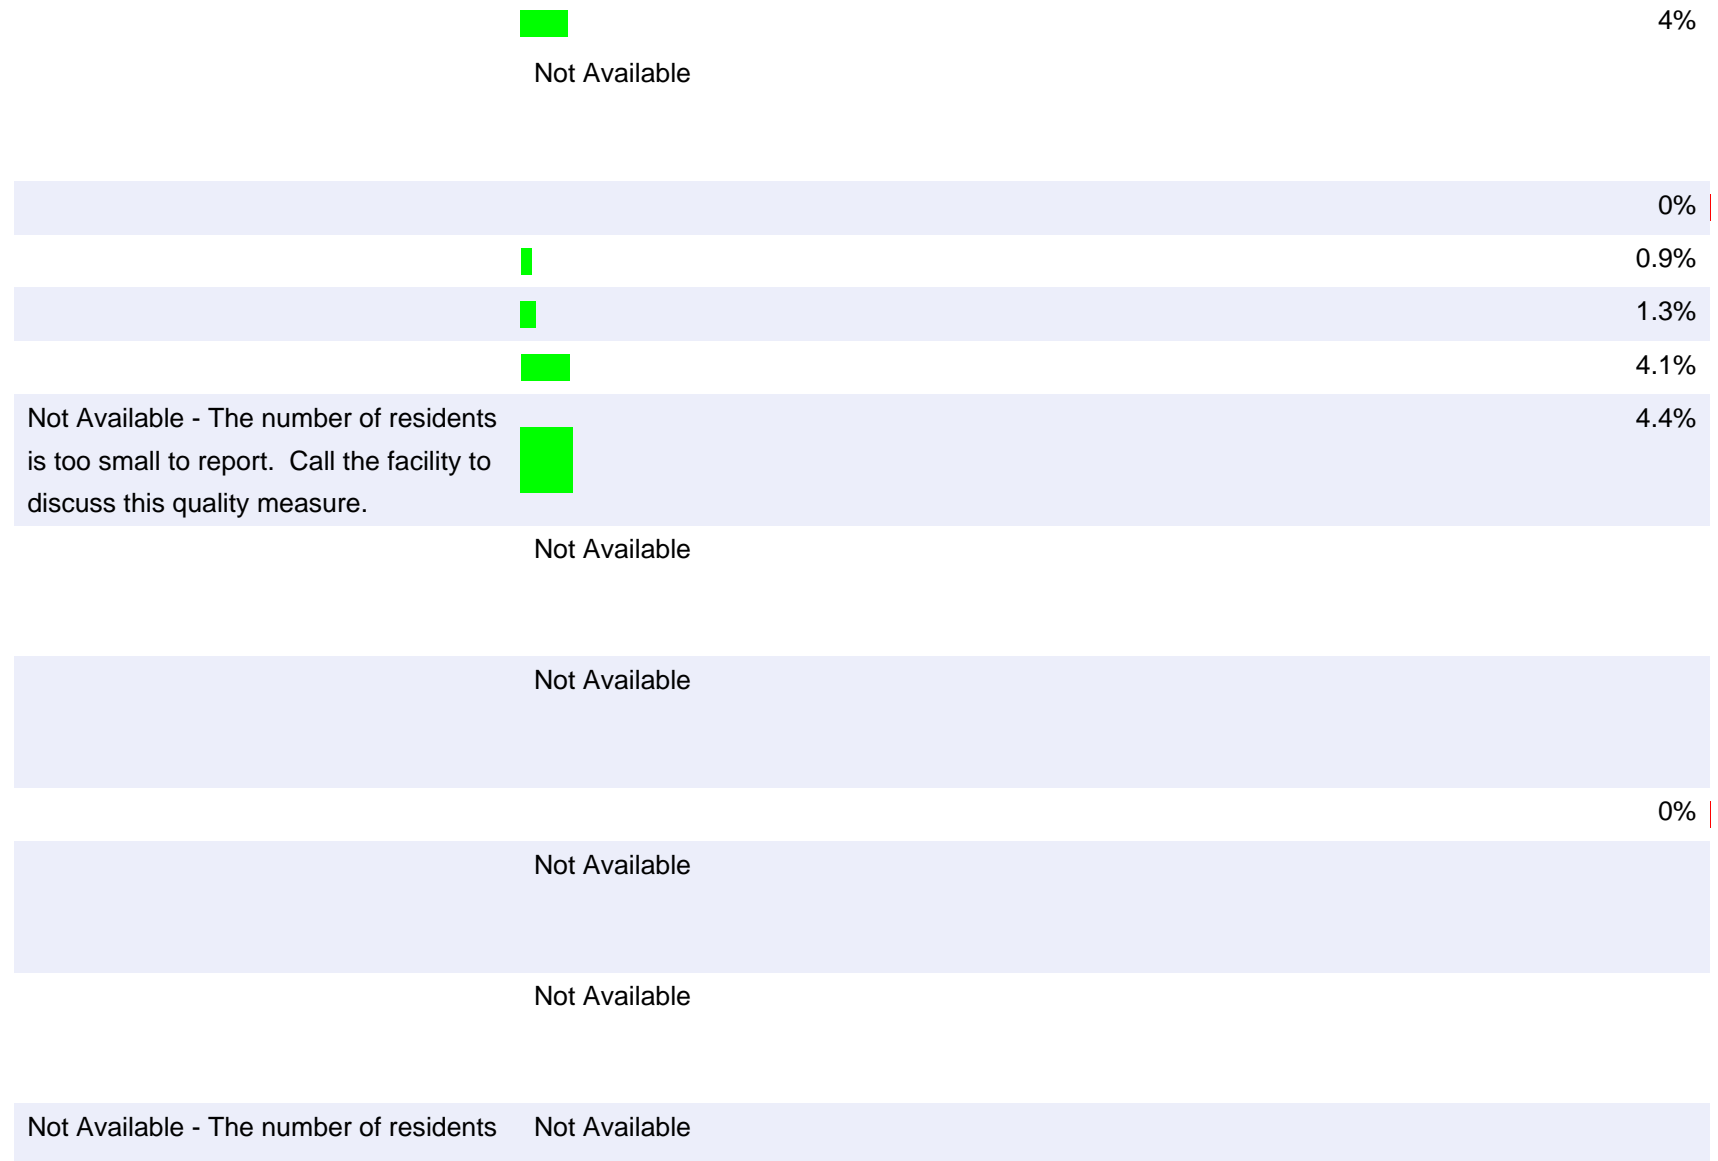 4%
Not Available
0%
0.9%
1.3%
4.1%
Not Available - The number of residents
is too small to report.  Call the facility to
discuss this quality measure.
4.4%
Not Available
Not Available
0%
Not Available
Not Available
Not Available - The number of residents
Not Available